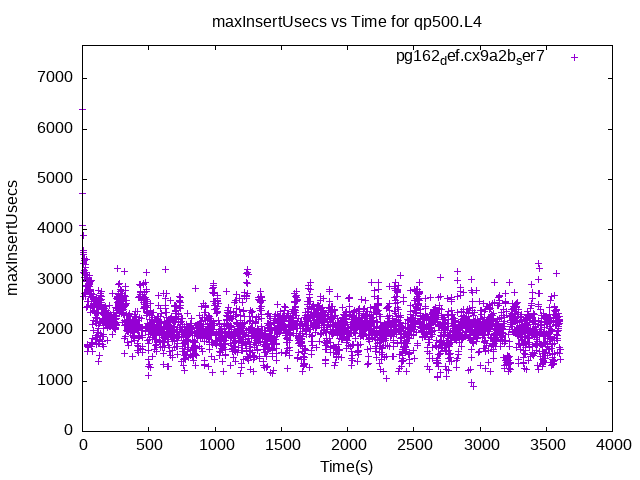 maxInsertUsecs vs Time for qp500.L4
pg162def.cx9a2bser7
7000
6000
5000
4000
3000
2000
1000
0
maxInsertUsecs
0 500 1000 1500 2000 2500 3000 3500 4000
Time(s)